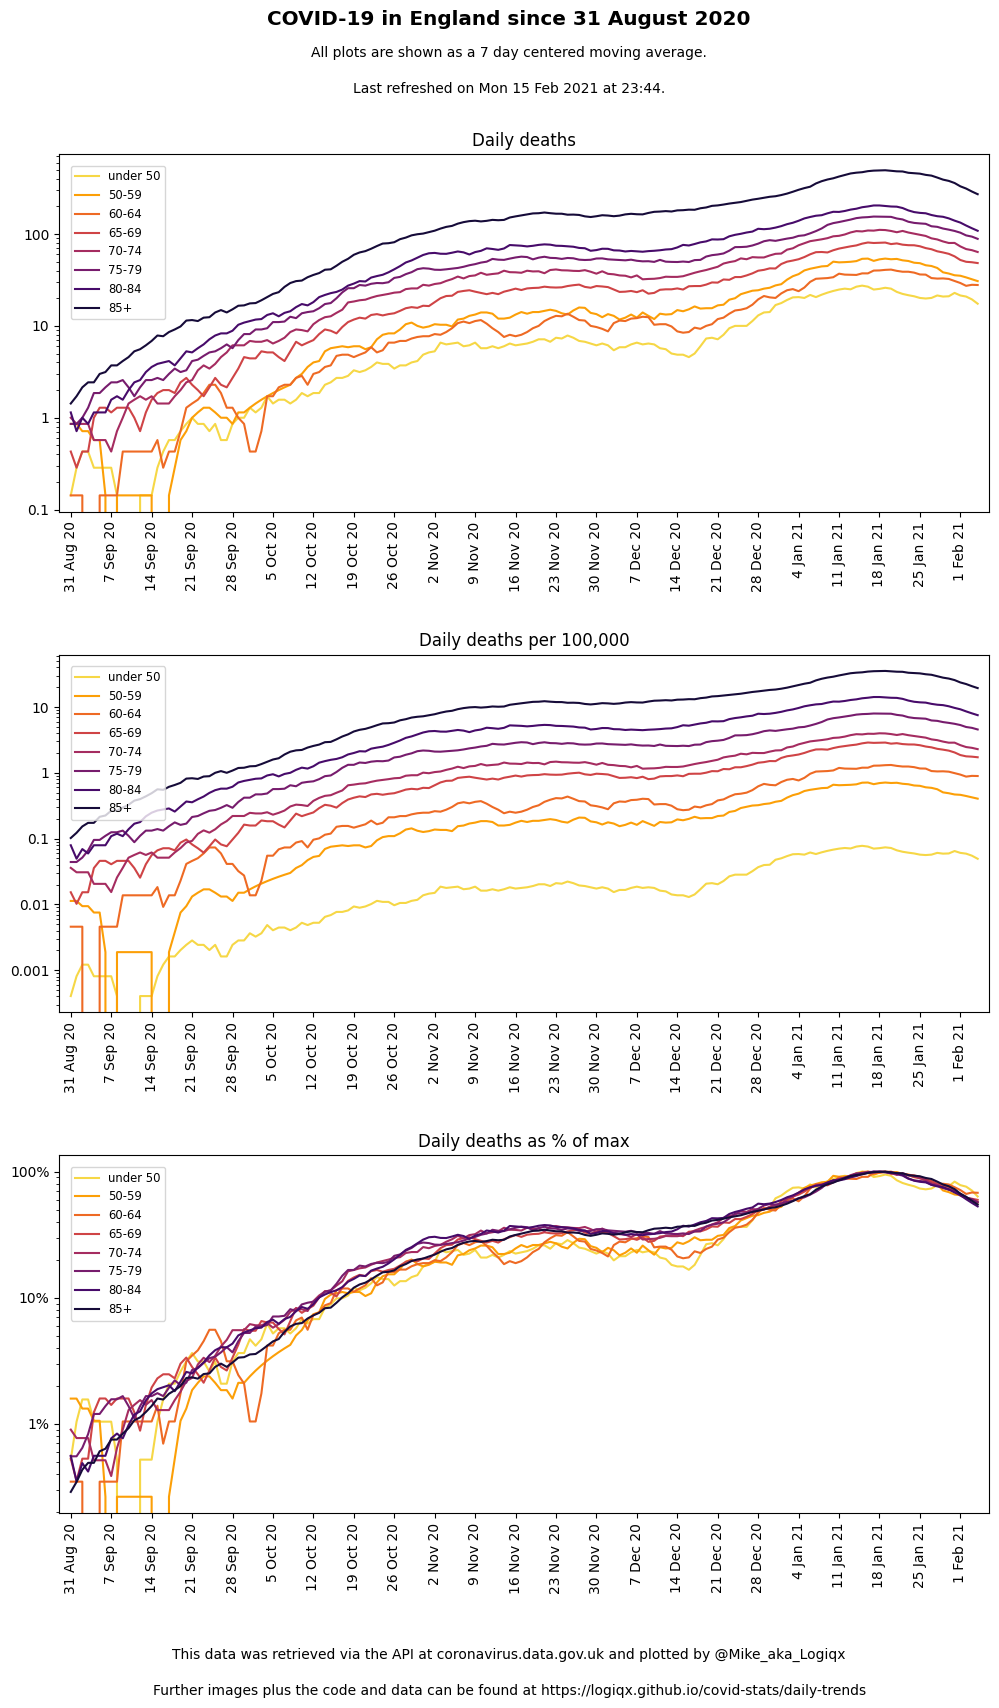 COVID-19 in England since 31 August 2020
All plots are shown as a 7 day centered moving average.
Last refreshed on Mon 15 Feb 2021 at 23:44.
Daily deaths
under 50
50-59
60-64
65-69
70-74
75-79
80-84
85+
100
10
1
0.1
31 Aug 20
7 Sep 20
14 Sep 20
21 Sep 20
28 Sep 20
5 Oct 20
12 Oct 20
19 Oct 20
26 Oct 20
2 Nov 20
9 Nov 20
16 Nov 20
23 Nov 20
30 Nov 20
7 Dec 20
14 Dec 20
21 Dec 20
28 Dec 20
4 Jan 21
11 Jan 21
18 Jan 21
25 Jan 21
1 Feb 21
Daily deaths per 100,000
under 50
50-59
60-64
65-69
70-74
75-79
80-84
85+
10
1
0.1
0.01
0.001
31 Aug 20
7 Sep 20
14 Sep 20
21 Sep 20
28 Sep 20
5 Oct 20
12 Oct 20
19 Oct 20
26 Oct 20
2 Nov 20
9 Nov 20
16 Nov 20
23 Nov 20
30 Nov 20
7 Dec 20
14 Dec 20
21 Dec 20
28 Dec 20
4 Jan 21
11 Jan 21
18 Jan 21
25 Jan 21
1 Feb 21
Daily deaths as % of max
under 50
50-59
60-64
65-69
70-74
75-79
80-84
85+
100%
10%
1%
31 Aug 20
7 Sep 20
14 Sep 20
21 Sep 20
28 Sep 20
5 Oct 20
12 Oct 20
19 Oct 20
26 Oct 20
2 Nov 20
9 Nov 20
16 Nov 20
23 Nov 20
30 Nov 20
7 Dec 20
14 Dec 20
21 Dec 20
28 Dec 20
4 Jan 21
11 Jan 21
18 Jan 21
25 Jan 21
1 Feb 21
This data was retrieved via the API at coronavirus.data.gov.uk and plotted by @Mike_aka_Logiqx
Further images plus the code and data can be found at https://logiqx.github.io/covid-stats/daily-trends